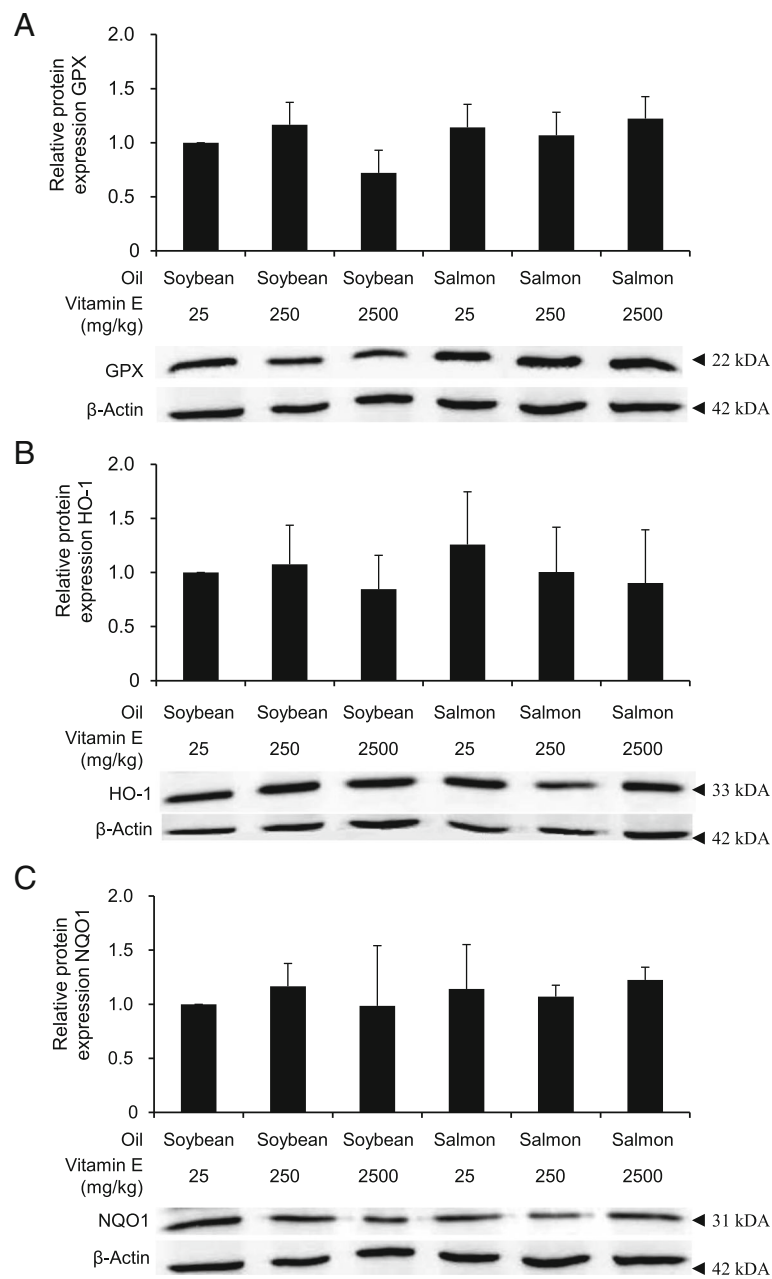 A
Relative protein
expression GPX
2.0
1.5
1.0
0.5
0
Oil Soybean Soybean Soybean Salmon Salmon Salmon
Vitamin E
(mg/kg) 25 250 2500 25 250 2500
GPX ◄ 22 kDA
β-Actin ◄ 42 kDA
B
Relative protein
expression HO-1
2.0
1.5
1.0
0.5
0
Oil Soybean Soybean Soybean Salmon Salmon Salmon
Vitamin E
(mg/kg) 25 250 2500 25 250 2500
HO-1 ◄ 33 kDA
β-Actin ◄ 42 kDA
C
Relative protein
expression NQO1
2.0
1.5
1.0
0.5
0
Oil Soybean Soybean Soybean Salmon Salmon Salmon
Vitamin E
(mg/kg) 25 250 2500 25 250 2500
NQO1 ◄ 31 kDA
β-Actin ◄ 42 kDA